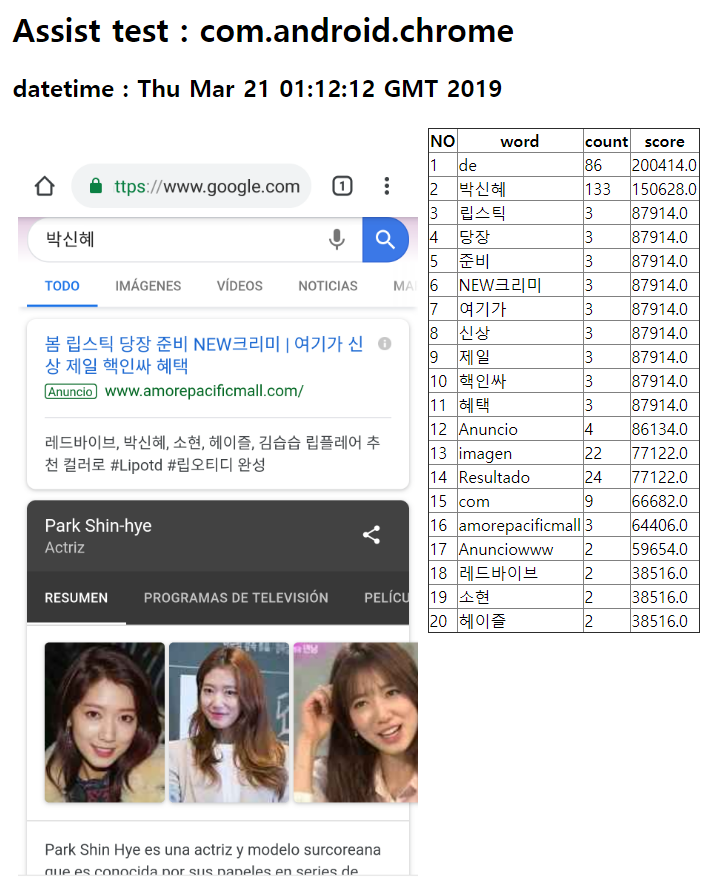 Assist test : com.android.chrome
datetime : Thu Mar 21 01:12:12 GMT 2019
ttps://www.google.com
1
박신혜
TODO IMÁGENES VÍDEOS NOTICIAS MA
봄 립스틱 당장 준비 NEW크리미 | 여기가 신
상 제일 핵인싸 혜택
Anuncio www.amorepacificmall.com/
레드바이브, 박신혜, 소현, 헤이즐, 김습습 립플레어 추
천 컬러로 #Lipotd #립오티디 완성
Park Shin-hye
Actriz
RESUMEN PROGRAMAS DE TELEVISIÓN PELÍCU
Park Shin Hye es una actriz y modelo surcoreana
que es conocida por sus papeles en series de
NO word count score
1 de 86 200414.0
2 박신혜 133 150628.0
3 립스틱 3 87914.0
4 당장 3 87914.0
5 준비 3 87914.0
6 NEW크리미 3 87914.0
7 여기가 3 87914.0
8 신상 3 87914.0
9 제일 3 87914.0
10 핵인싸 3 87914.0
11 혜택 3 87914.0
12 Anuncio 4 86134.0
13 imagen 22 77122.0
14 Resultado 24 77122.0
15 com 9 66682.0
16 amorepacificmall 3 64406.0
17 Anunciowww 2 59654.0
18 레드바이브 2 38516.0
19 소현 2 38516.0
20 헤이즐 2 38516.0